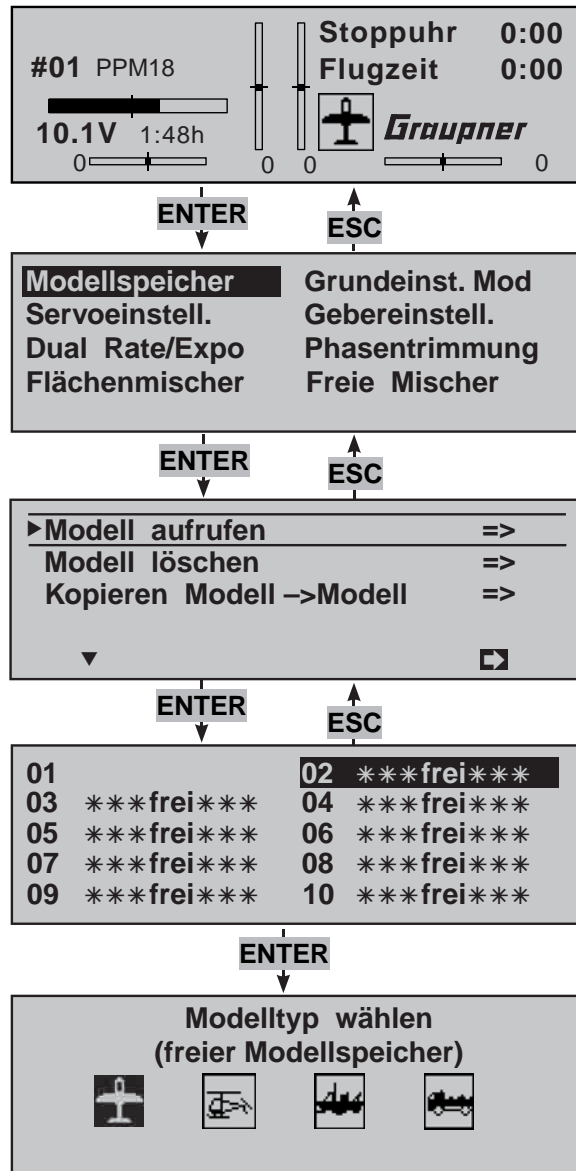 Stoppuhr 0:00
#01 PPM18 Flugzeit 0:00
10.1V 1:48h Graupner
0 0 0 0
ENTER ESC
Modellspeicher Grundeinst. Mod
Servoeinstell. Gebereinstell.
Dual Rate/Expo Phasentrimmung
Flächenmischer Freie Mischer
ENTER ESC
Modell aufrufen =>
Modell löschen =>
Kopieren Modell –>Modell =>
ENTER ESC
01 02 ✳✳✳frei✳✳✳
03 ✳✳✳frei✳✳✳ 04 ✳✳✳frei✳✳✳
05 ✳✳✳frei✳✳✳ 06 ✳✳✳frei✳✳✳
07 ✳✳✳frei✳✳✳ 08 ✳✳✳frei✳✳✳
09 ✳✳✳frei✳✳✳ 10 ✳✳✳frei✳✳✳
ENTER
Modelltyp wählen
(freier Modellspeicher)